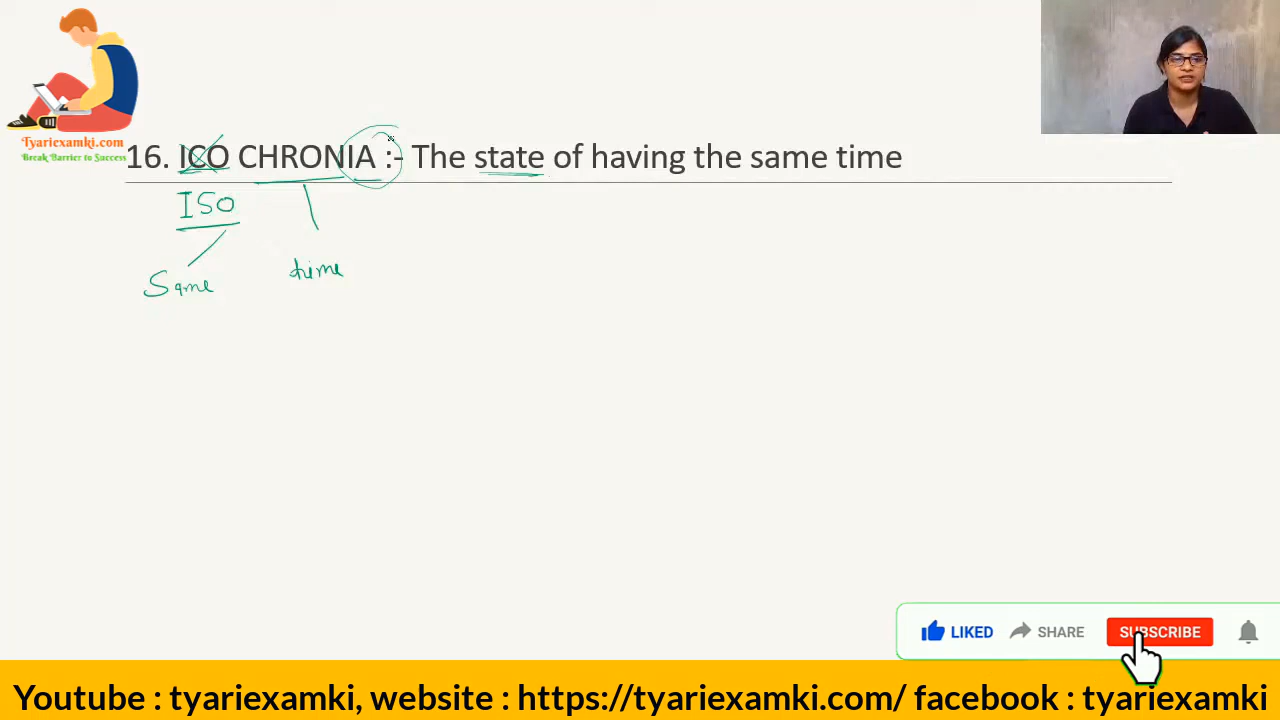 Tyariexamki.com
Break Barrier to Success
16. ICO CHRONIA :- The state of having the same time
ISO
Same
time
LIKED SHARE SUBSCRIBE
Youtube : tyariexamki, website : https://tyariexamki.com/ facebook : tyariexamki